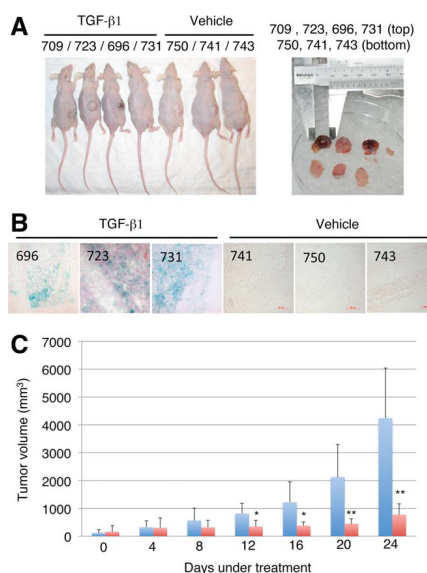 A
TGF-β1 Vehicle
709 / 723 / 696 / 731 750 / 741 / 743
709 , 723, 696, 731 (top)
750, 741, 743 (bottom)
B
TGF-β1 Vehicle
696 723 731 741 750 743
C
Tumor volume (mm³)
7000
6000
5000
4000
3000
2000
1000
0
* * ** **
0 4 8 12 16 20 24
Days under treatment